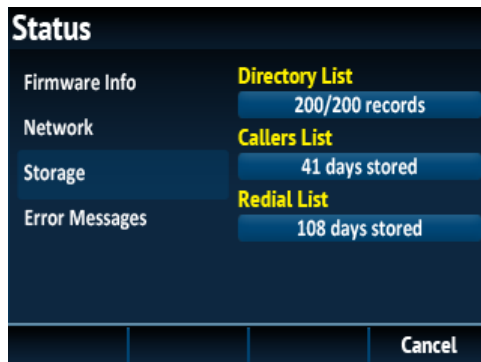 Status
Firmware Info
Network
Storage
Error Messages
Directory List
200/200 records
Callers List
41 days stored
Redial List
108 days stored
Cancel